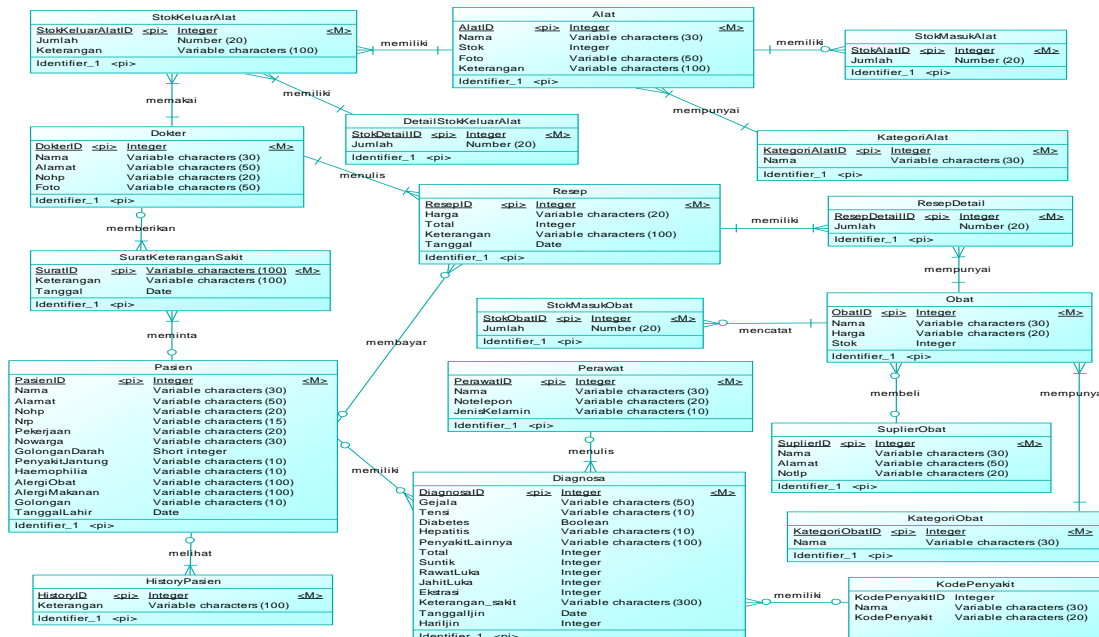 StokKeluarAlat
StokKeluarAlatID <pi> Integer <M>
Jumlah Number (20)
Keterangan Variable characters (100)
Identifier_1 <pi>
memiliki
Alat
AlatID <pi> Integer <M>
Nama Variable characters (30)
Stok Integer
Foto Variable characters (50)
Keterangan Variable characters (100)
Identifier_1 <pi>
memiliki
StokMasukAlat
StokAlatID <pi> Integer <M>
Jumlah Number (20)
Identifier_1 <pi>
memakai
memiliki
mempunyai
DetailStokKeluarAlat
StokDetailID <pi> Integer <M>
Jumlah Number (20)
Identifier_1 <pi>
KategoriAlat
KategoriAlatID <pi> Integer <M>
Nama Variable characters (30)
Identifier_1 <pi>
Dokter
DokterID <pi> Integer <M>
Nama Variable characters (30)
Alamat Variable characters (50)
Nohp Variable characters (20)
Foto Variable characters (50)
Identifier_1 <pi>
menulis
Resep
ResepID <pi> Integer <M>
Harga Variable characters (20)
Total Integer
Keterangan Variable characters (100)
Tanggal Date
Identifier_1 <pi>
memiliki
ResepDetail
ResepDetailID <pi> Integer <M>
Jumlah Number (20)
Identifier_1 <pi>
memberikan
mempunyai
SuratKeteranganSakit
SuratID <pi> Variable characters (100) <M>
Keterangan Variable characters (100)
Tanggal Date
Identifier_1 <pi>
StokMasukObat
StokObatID <pi> Integer <M>
Jumlah Number (20)
Identifier_1 <pi>
mencatat
Obat
ObatID <pi> Integer <M>
Nama Variable characters (30)
Harga Variable characters (20)
Stok Integer
Identifier_1 <pi>
meminta
membayar
Pasien
PasienID <pi> Integer <M>
Nama Variable characters (30)
Alamat Variable characters (50)
Nohp Variable characters (20)
Nrp Variable characters (15)
Pekerjaan Variable characters (20)
Nowarga Variable characters (30)
GolonganDarah Short integer
PenyakitJantung Variable characters (10)
Haemophilia Variable characters (10)
AlergiObat Variable characters (100)
AlergiMakanan Variable characters (100)
Golongan Variable characters (10)
TanggalLahir Date
Identifier_1 <pi>
Perawat
PerawatID <pi> Integer <M>
Nama Variable characters (30)
Notelepon Variable characters (20)
JenisKelamin Variable characters (10)
Identifier_1 <pi>
membeli
mempunya
SuplierObat
SuplierID <pi> Integer <M>
Nama Variable characters (30)
Alamat Variable characters (50)
Notlp Variable characters (20)
Identifier_1 <pi>
menulis
memiliki
Diagnosa
DiagnosaID <pi> Integer <M>
Gejala Variable characters (50)
Tensi Variable characters (10)
Diabetes Boolean
Hepatitis Variable characters (10)
PenyakitLainnya Variable characters (100)
Total Integer
Suntik Integer
RawatLuka Integer
JahitLuka Integer
Ekstrasi Integer
Keterangan_sakit Variable characters (300)
TanggalIjin Date
HariIjin Integer
Identifier_1 <pi>
KategoriObat
KategoriObatID <pi> Integer <M>
Nama Variable characters (30)
Identifier_1 <pi>
melihat
HistoryPasien
HistoryID <pi> Integer <M>
Keterangan Variable characters (100)
Identifier_1 <pi>
memiliki
KodePenyakit
KodePenyakitID Integer
Nama Variable characters (30)
KodePenyakit Variable characters (20)